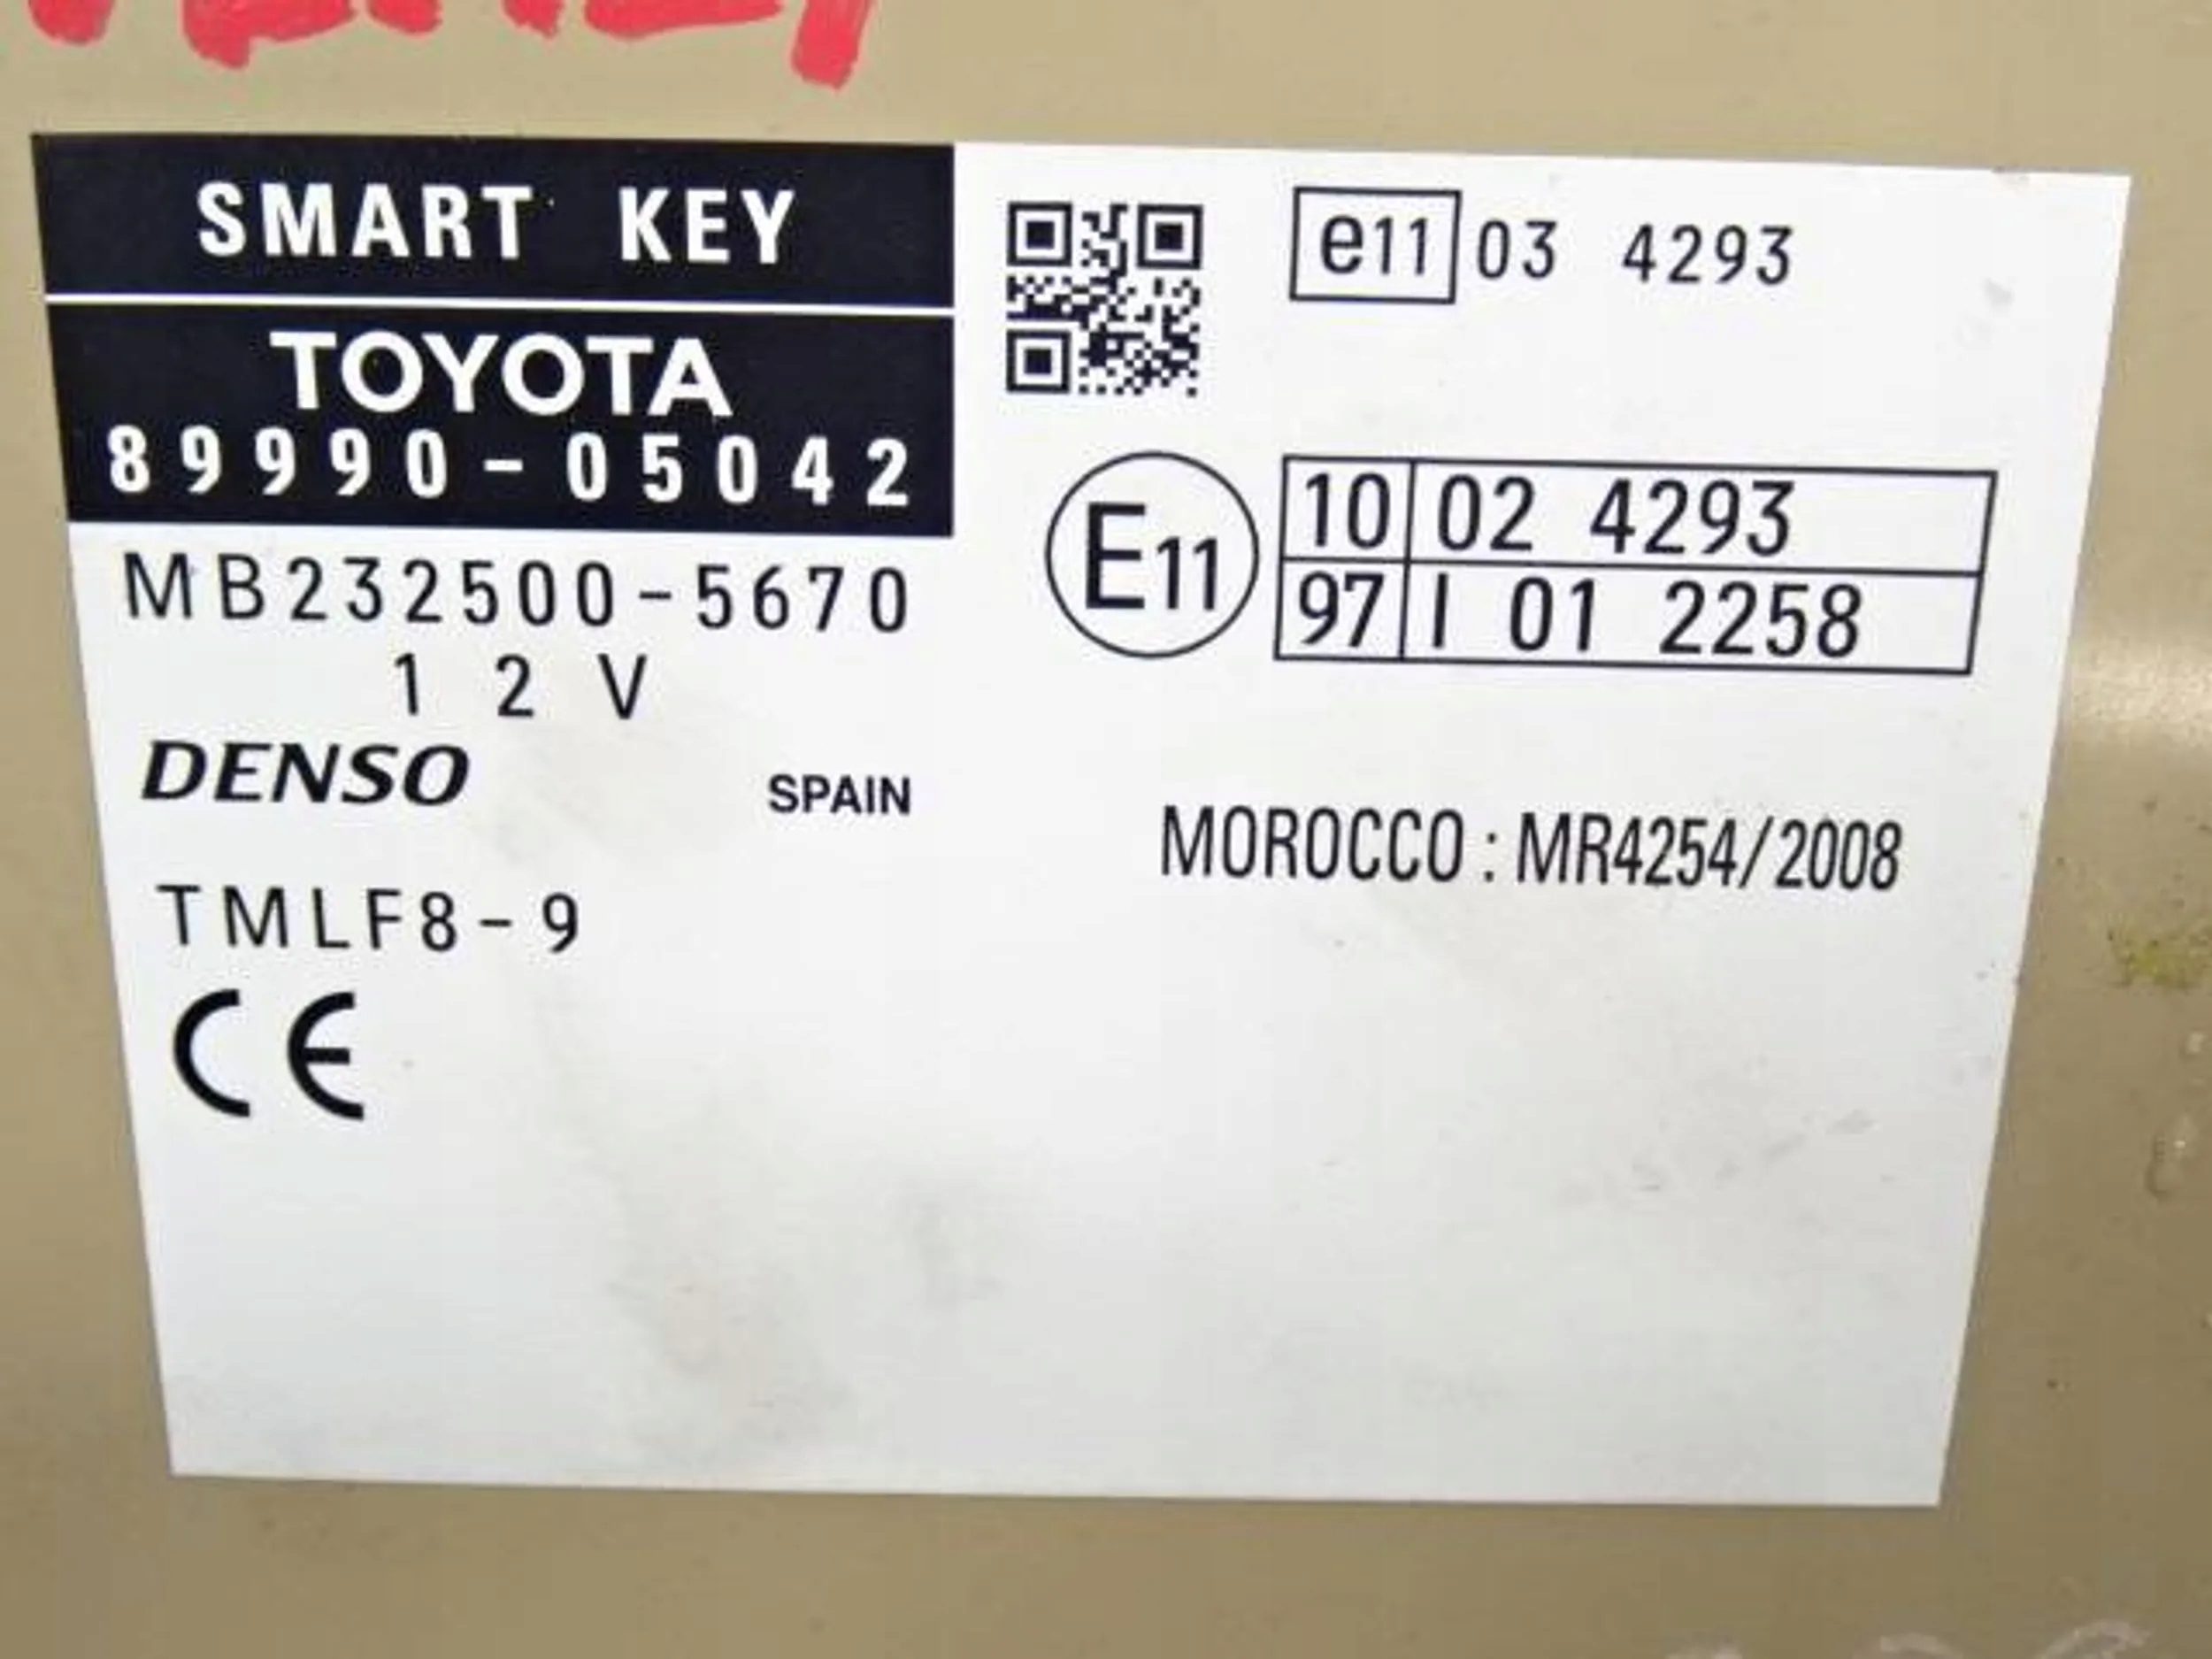 SMART KEY
TOYOTA
89990-05042
MB232500-5670
12V
DENSO SPAIN
TMLF8-9
CE
e11 03 4293
E11
10 02 4293
97 I 01 2258
MOROCCO : MR4254/2008